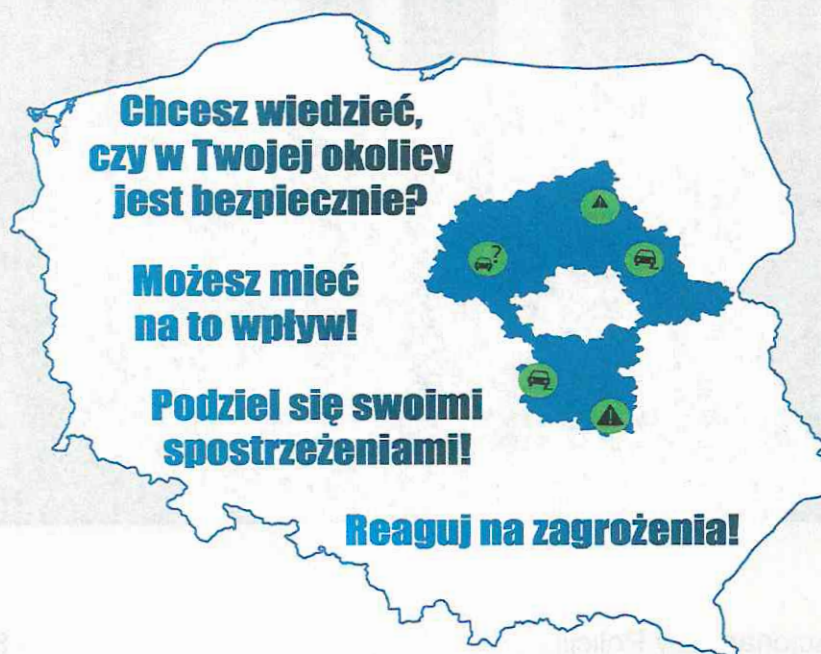 Chcesz wiedzieć,
czy w Twojej okolicy
jest bezpiecznie?
Możesz mieć
na to wpływ!
Podziel się swoimi
spostrzeżeniami!
?
Reaguj na zagrożenia!